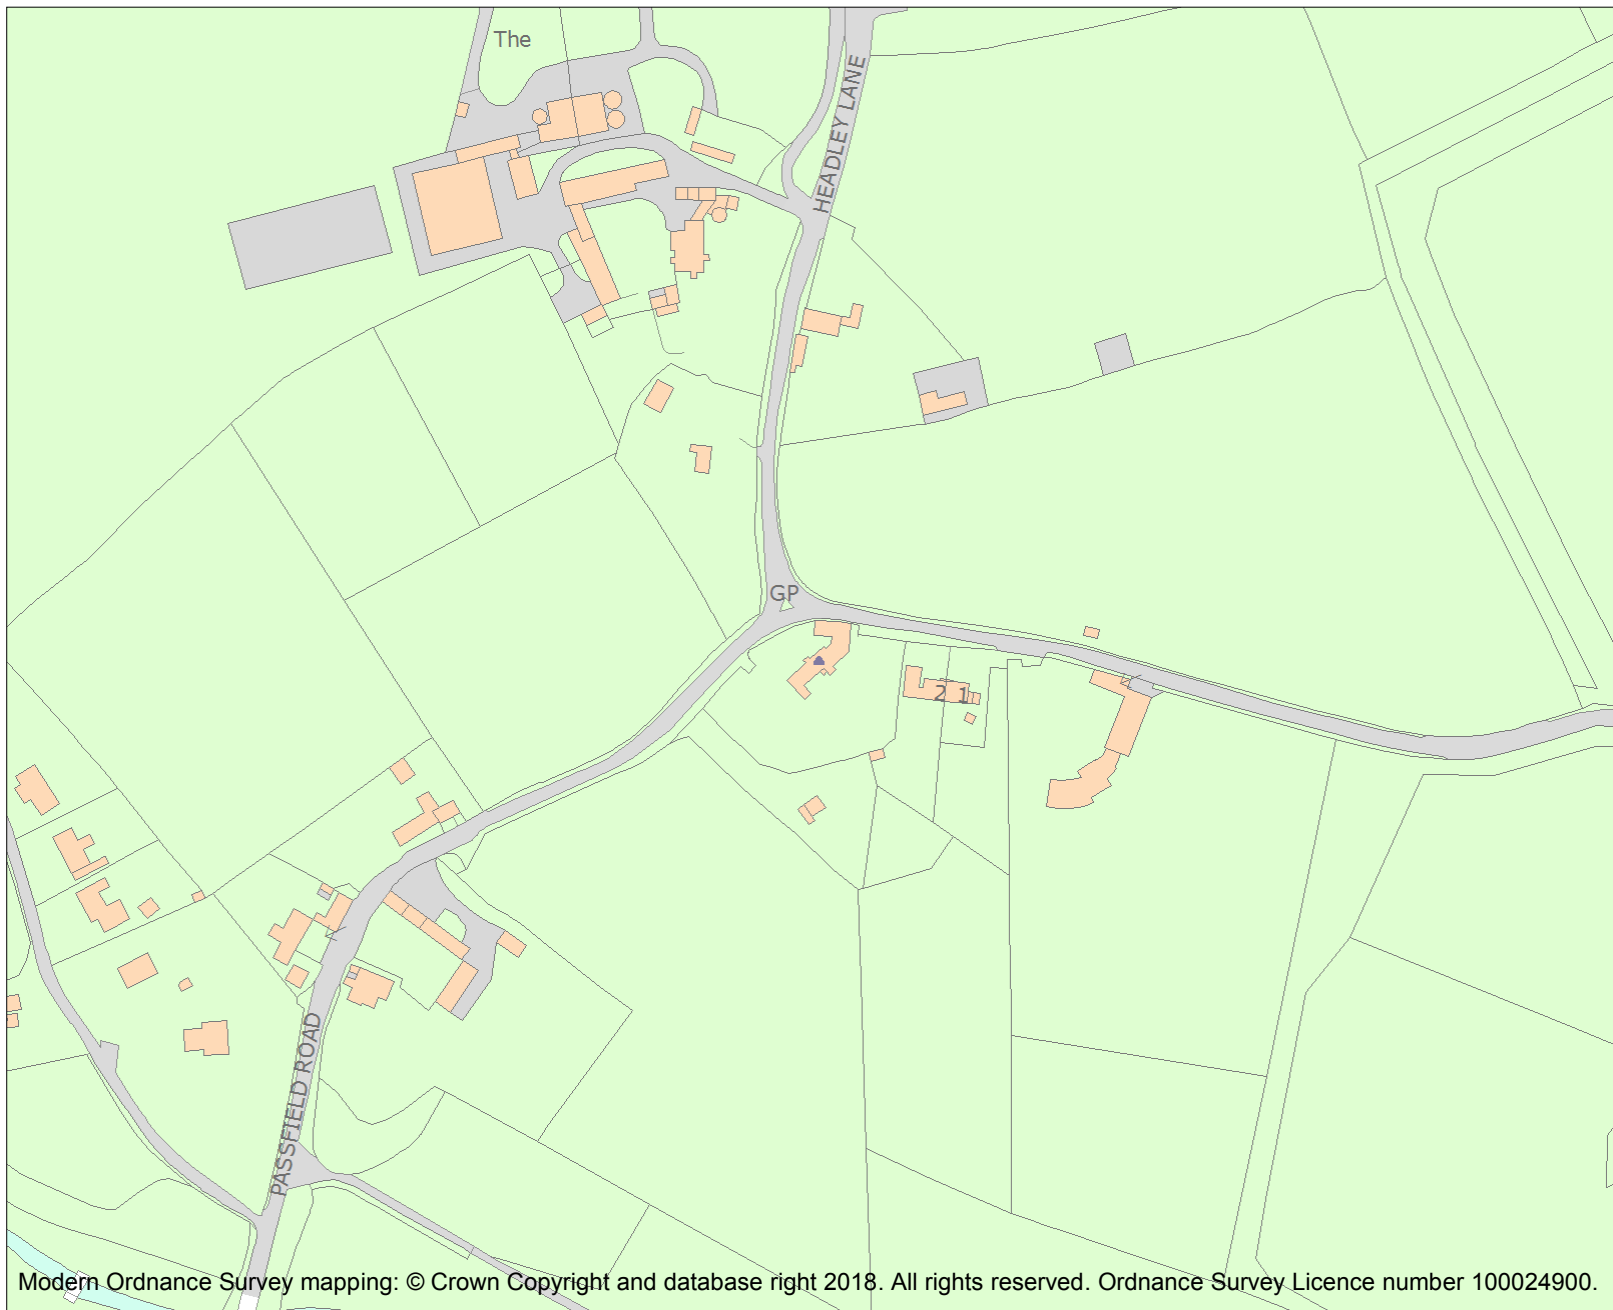 The
HEADLEY LANE
GP
2 1
PASSFIELD ROAD
Modern Ordnance Survey mapping: © Crown Copyright and database right 2018. All rights reserved. Ordnance Survey Licence number 100024900.